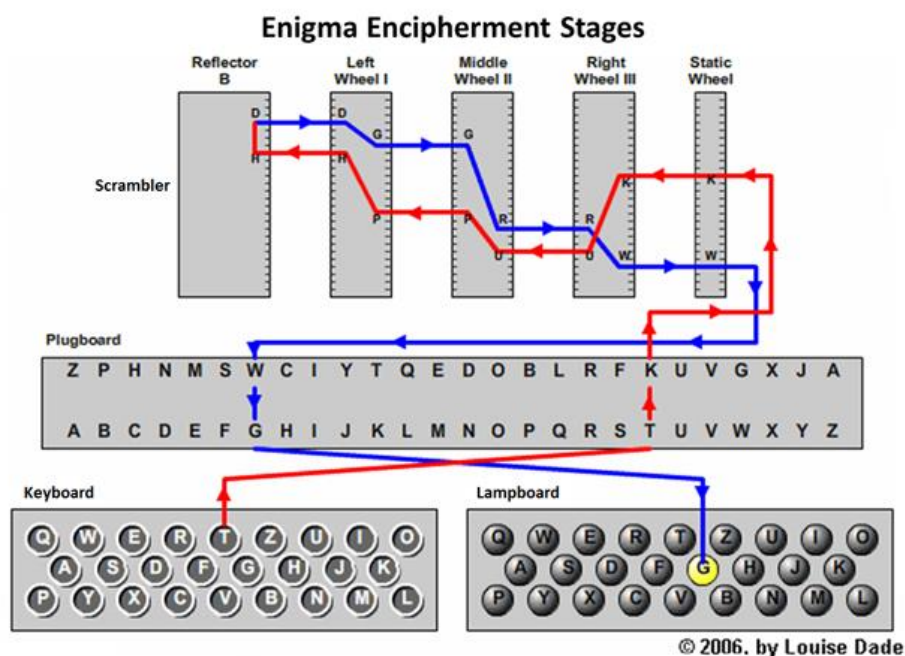 Enigma Encipherment Stages
Reflector B
Left Wheel I
Middle Wheel II
Right Wheel III
Static Wheel
D D G G
H H
Scrambler
K K
P P R R
U U W W
Plugboard
Z P H N M S W C I Y T Q E D O B L R F K U V G X J A
A B C D E F G H I J K L M N O P Q R S T U V W X Y Z
Keyboard
Q W E R T Z U I O
A S D F G H J K
P Y X C V B N M L
Lampboard
Q W E R T Z U I O
A S D F G H J K
P Y X C V B N M L
© 2006, by Louise Dade